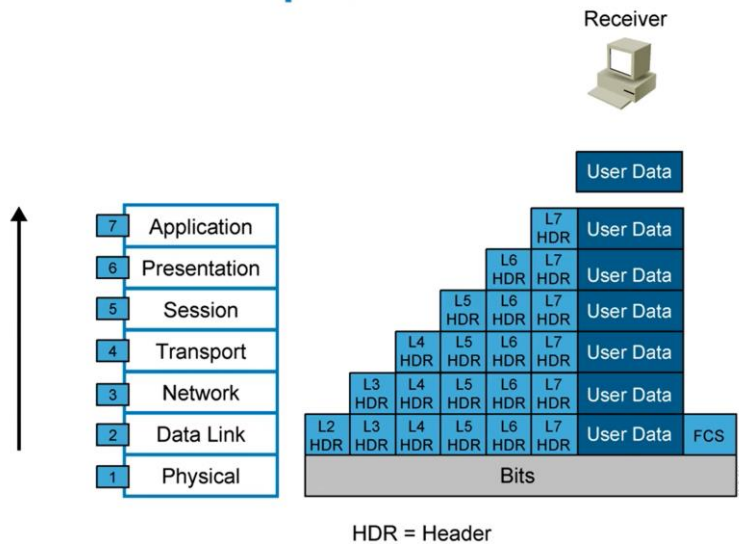 Receiver
User Data
7 Application L7 HDR User Data
6 Presentation L6 HDR L7 HDR User Data
5 Session L5 HDR L6 HDR L7 HDR User Data
4 Transport L4 HDR L5 HDR L6 HDR L7 HDR User Data
3 Network L3 HDR L4 HDR L5 HDR L6 HDR L7 HDR User Data
2 Data Link L2 HDR L3 HDR L4 HDR L5 HDR L6 HDR L7 HDR User Data FCS
1 Physical Bits
HDR = Header